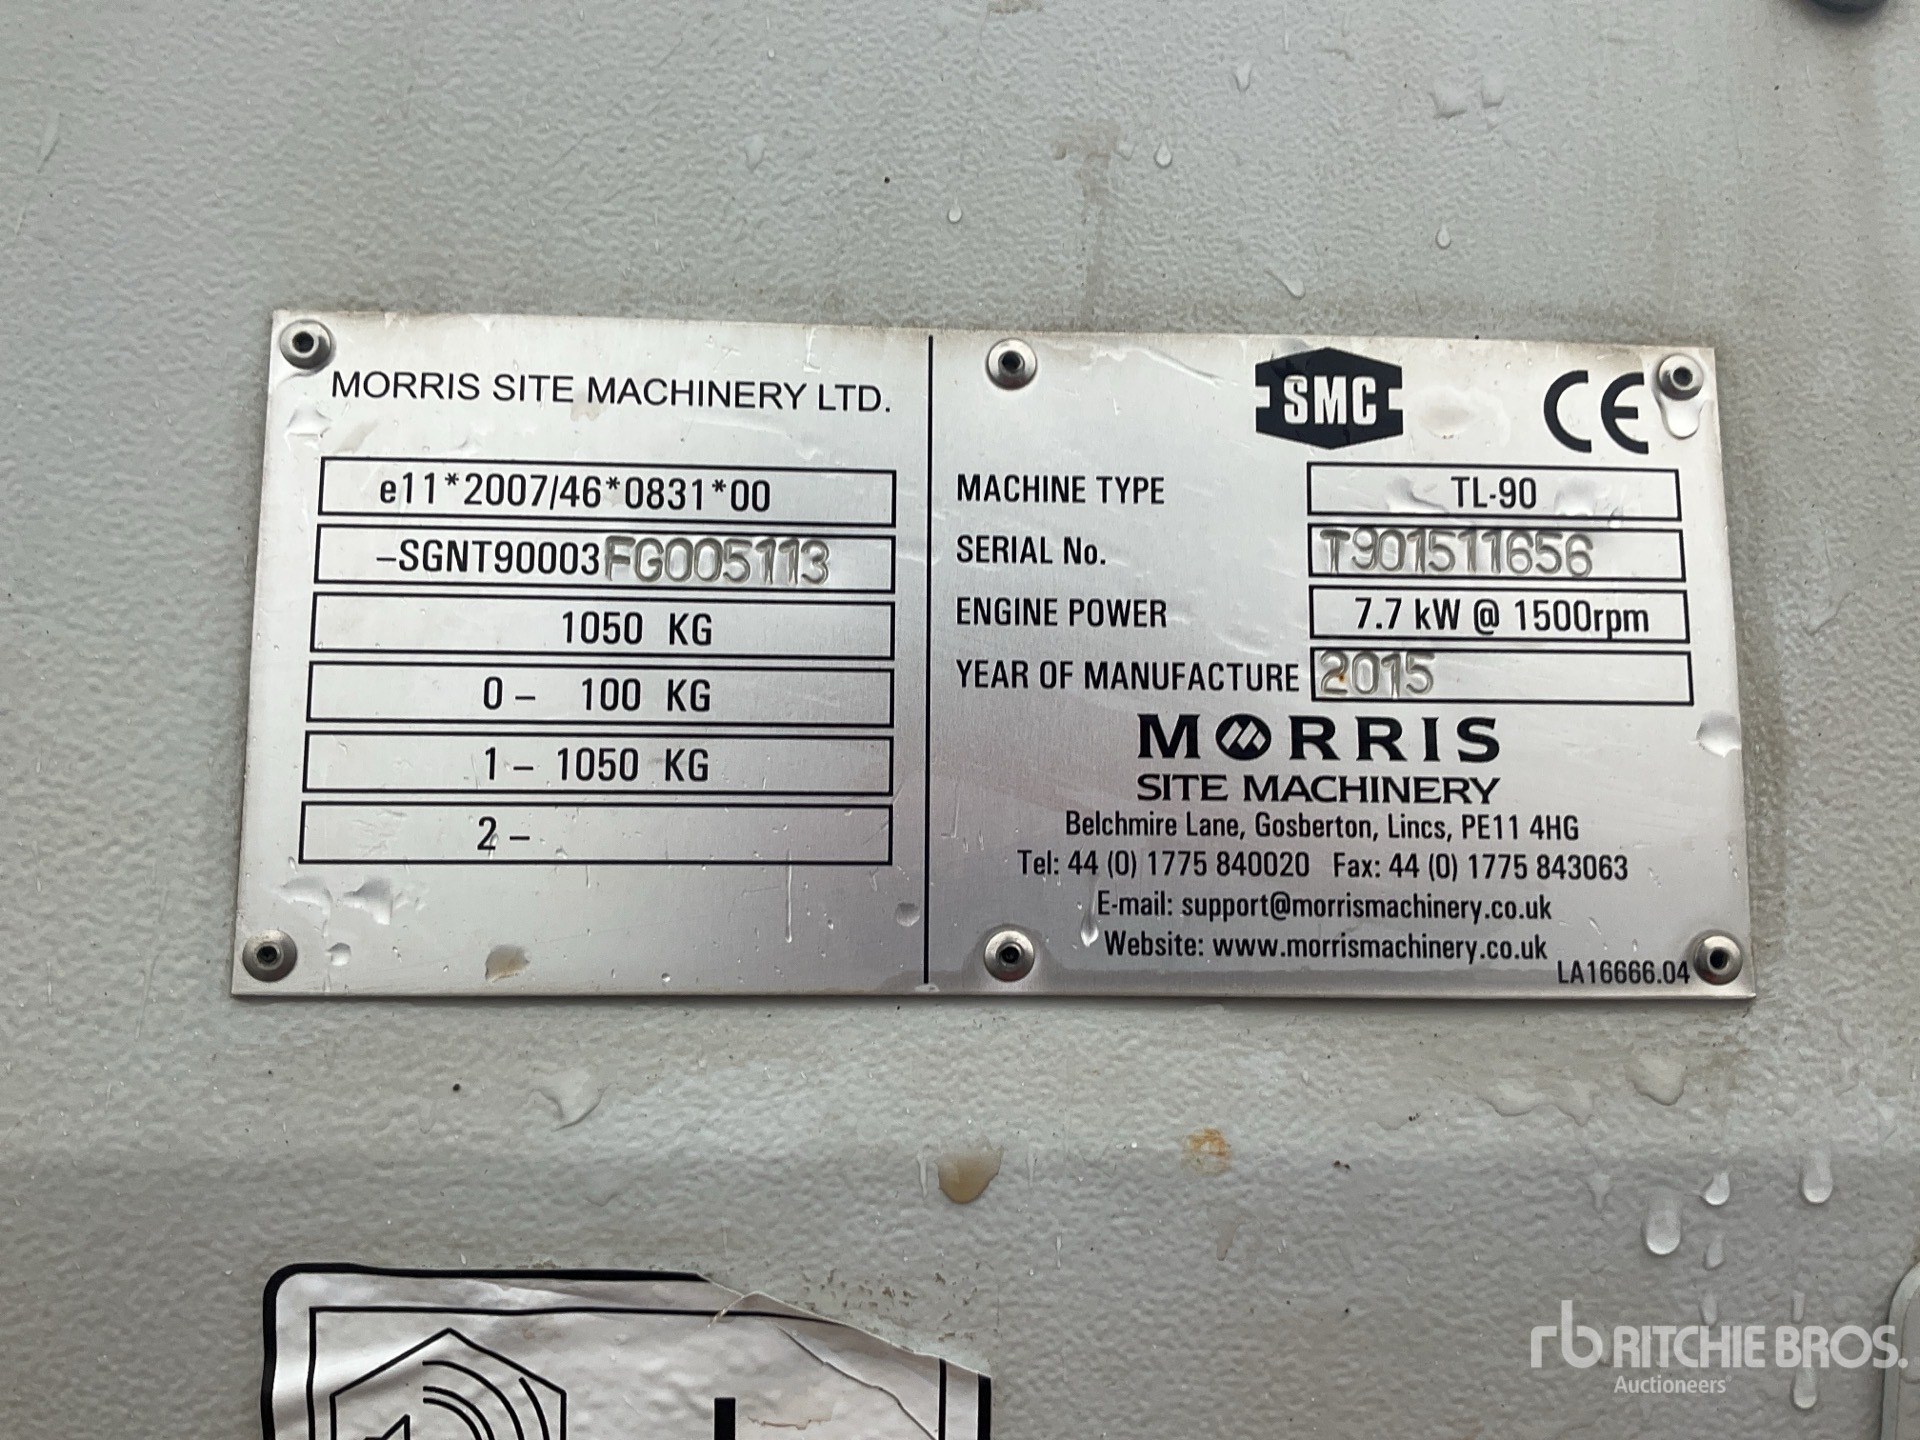 MORRIS SITE MACHINERY LTD.
e11*2007/46*0831*00
-SGNT90003FG005113
1050 KG
0 - 100 KG
1 - 1050 KG
2 -
SMC
CE
MACHINE TYPE TL-90
SERIAL No. T901511656
ENGINE POWER 7.7 kW @ 1500rpm
YEAR OF MANUFACTURE 2015
MORRIS
SITE MACHINERY
Belchmire Lane, Gosberton, Lincs, PE11 4HG
Tel: 44 (0) 1775 840020 Fax: 44 (0) 1775 843063
E-mail: support@morrismachinery.co.uk
Website: www.morrismachinery.co.uk
LA16666.04
rb RITCHIE BROS.
Auctioneers